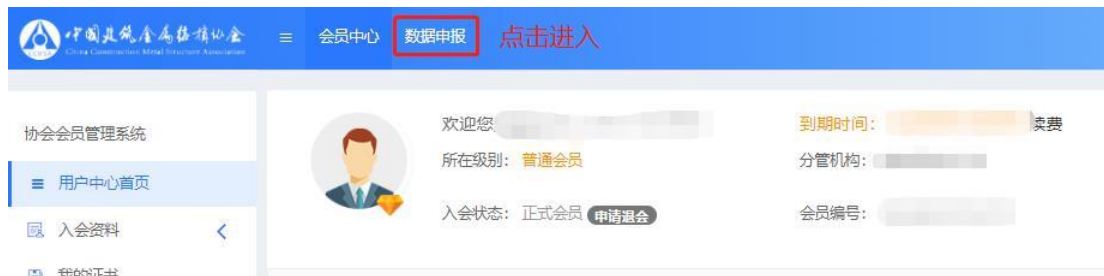 中国建筑金属结构协会
China Construction Metal Structure Association
会员中心
数据申报
点击进入
协会会员管理系统
用户中心首页
入会资料
我的证书
欢迎您
到期时间：
续费
所在级别：普通会员
分管机构：
入会状态：正式会员 申请退会
会员编号：